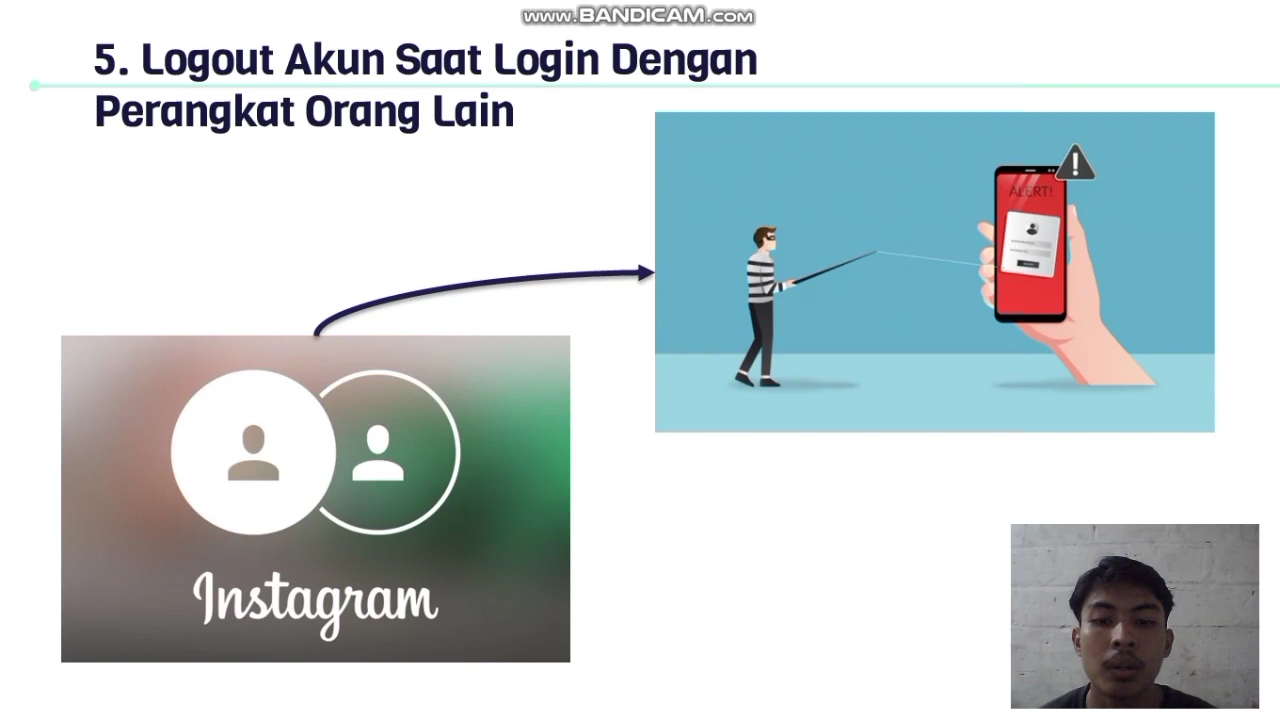 www.BANDICAM.com
5. Logout Akun Saat Login Dengan
Perangkat Orang Lain
ALERT!
Instagram